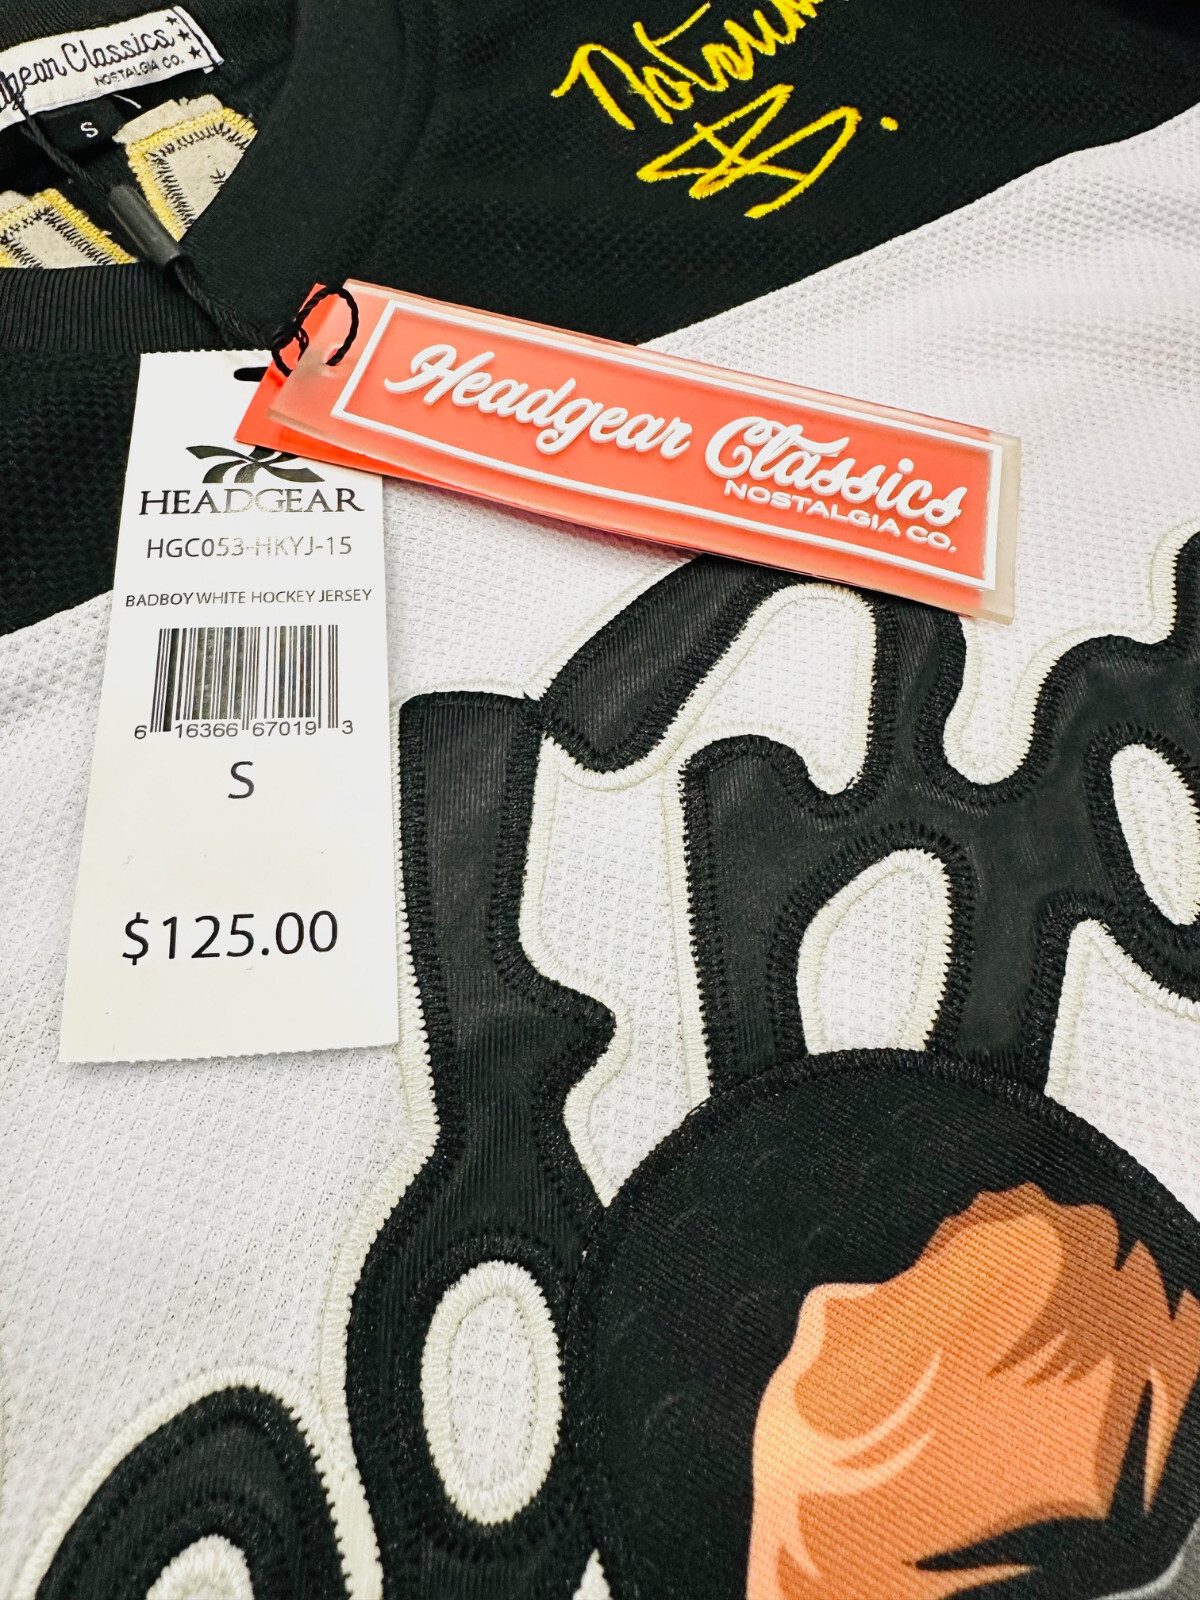 Classics
NOSTALGIA CO.
S
Headgear Classics
NOSTALGIA CO.
HEADGEAR
HGC053-HKYJ-15
BADBOY WHITE HOCKEY JERSEY
6 16366 67019 3
S
$125.00